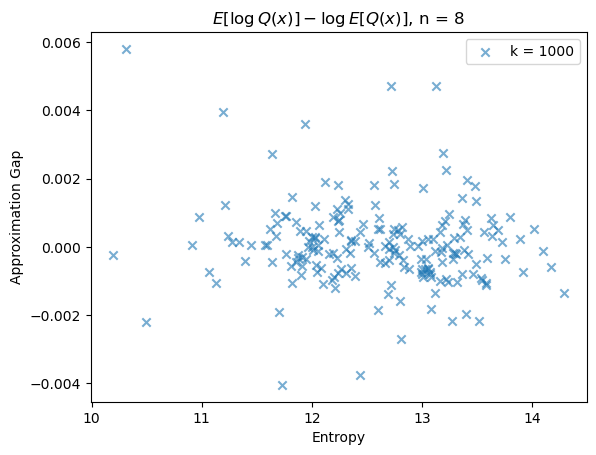 E[log Q(x)] − log E[Q(x)], n = 8
k = 1000
0.006
0.004
0.002
0.000
−0.002
−0.004
Approximation Gap
10 11 12 13 14
Entropy